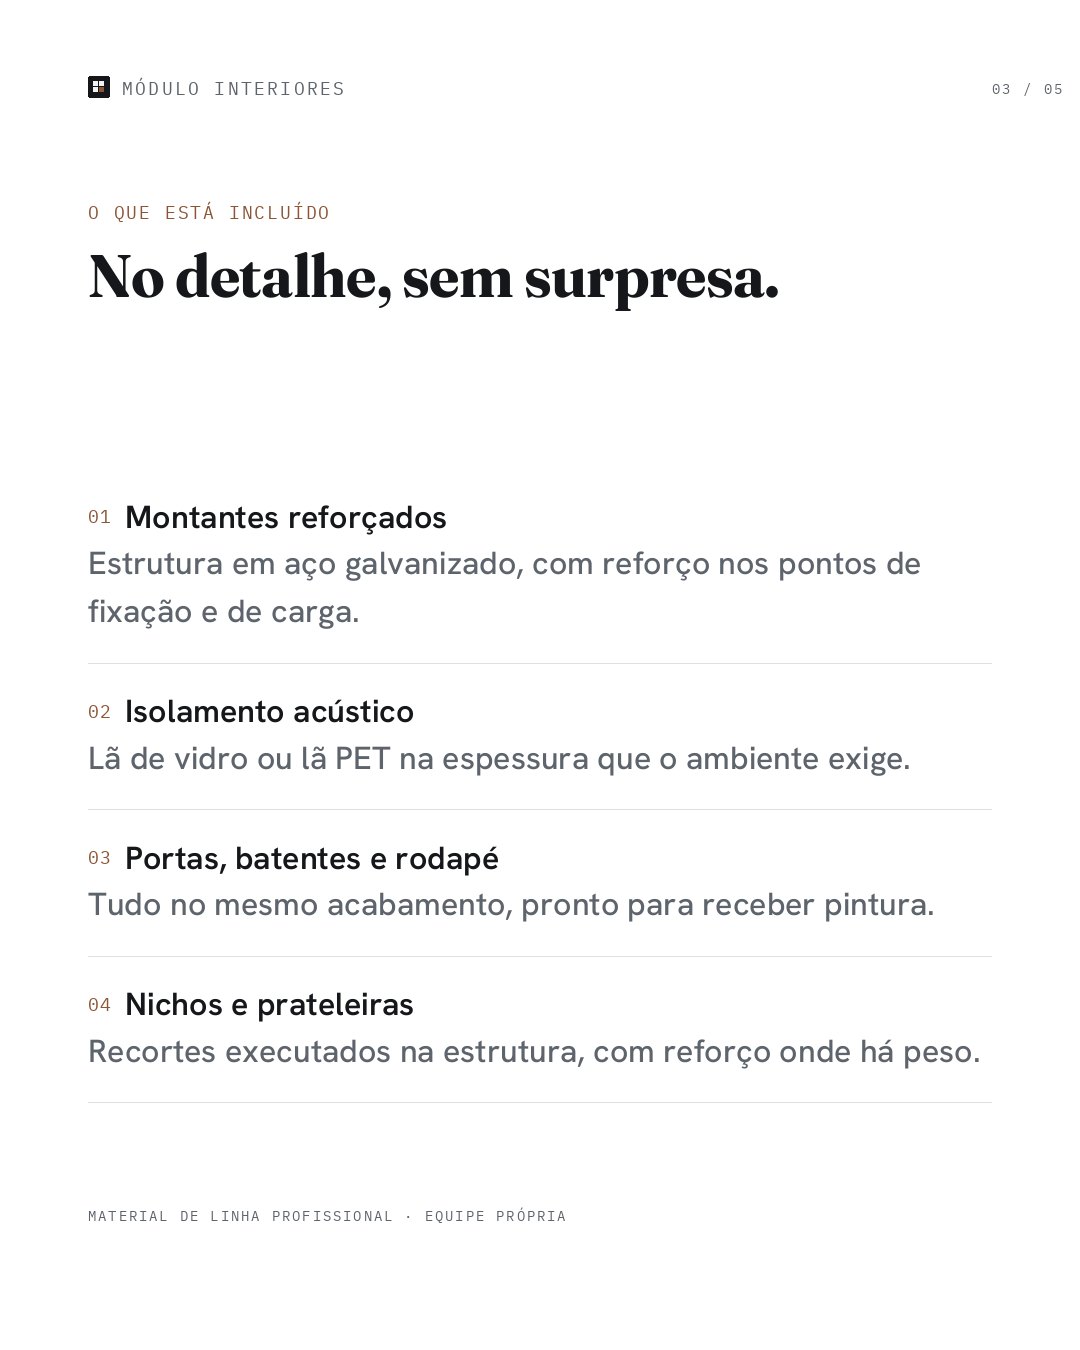 MÓDULO INTERIORES
03 / 05
O QUE ESTÁ INCLUÍDO
No detalhe, sem surpresa.
01 Montantes reforçados
Estrutura em aço galvanizado, com reforço nos pontos de
fixação e de carga.
02 Isolamento acústico
Lã de vidro ou lã PET na espessura que o ambiente exige.
03 Portas, batentes e rodapé
Tudo no mesmo acabamento, pronto para receber pintura.
04 Nichos e prateleiras
Recortes executados na estrutura, com reforço onde há peso.
MATERIAL DE LINHA PROFISSIONAL · EQUIPE PRÓPRIA